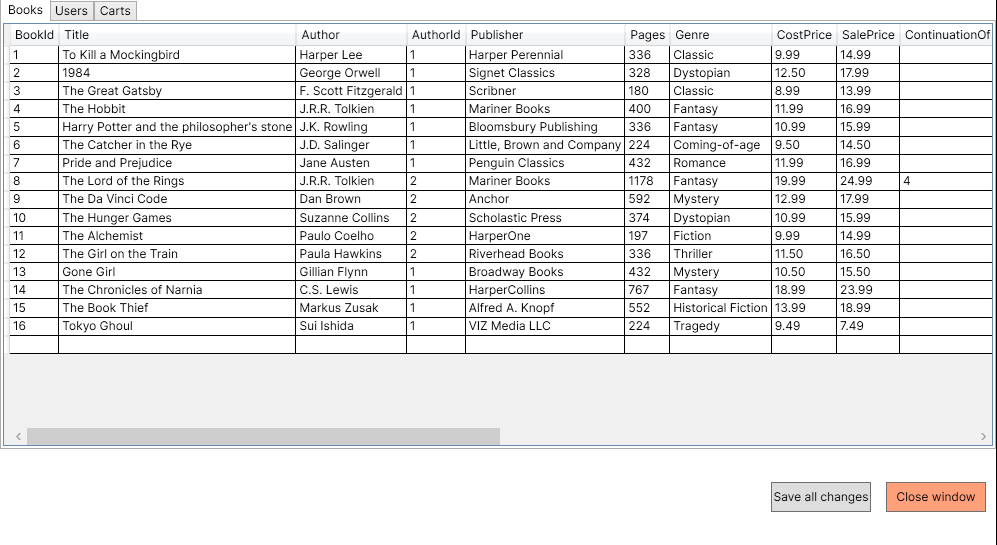 Books Users Carts
BookId Title Author AuthorId Publisher Pages Genre CostPrice SalePrice ContinuationOf
1 To Kill a Mockingbird Harper Lee 1 Harper Perennial 336 Classic 9.99 14.99
2 1984 George Orwell 1 Signet Classics 328 Dystopian 12.50 17.99
3 The Great Gatsby F. Scott Fitzgerald 1 Scribner 180 Classic 8.99 13.99
4 The Hobbit J.R.R. Tolkien 1 Mariner Books 400 Fantasy 11.99 16.99
5 Harry Potter and the philosopher's stone J.K. Rowling 1 Bloomsbury Publishing 336 Fantasy 10.99 15.99
6 The Catcher in the Rye J.D. Salinger 1 Little, Brown and Company 224 Coming-of-age 9.50 14.50
7 Pride and Prejudice Jane Austen 1 Penguin Classics 432 Romance 11.99 16.99
8 The Lord of the Rings J.R.R. Tolkien 2 Mariner Books 1178 Fantasy 19.99 24.99 4
9 The Da Vinci Code Dan Brown 2 Anchor 592 Mystery 12.99 17.99
10 The Hunger Games Suzanne Collins 2 Scholastic Press 374 Dystopian 10.99 15.99
11 The Alchemist Paulo Coelho 2 HarperOne 197 Fiction 9.99 14.99
12 The Girl on the Train Paula Hawkins 2 Riverhead Books 336 Thriller 11.50 16.50
13 Gone Girl Gillian Flynn 1 Broadway Books 432 Mystery 10.50 15.50
14 The Chronicles of Narnia C.S. Lewis 1 HarperCollins 767 Fantasy 18.99 23.99
15 The Book Thief Markus Zusak 1 Alfred A. Knopf 552 Historical Fiction 13.99 18.99
16 Tokyo Ghoul Sui Ishida 1 VIZ Media LLC 224 Tragedy 9.49 7.49
Save all changes Close window